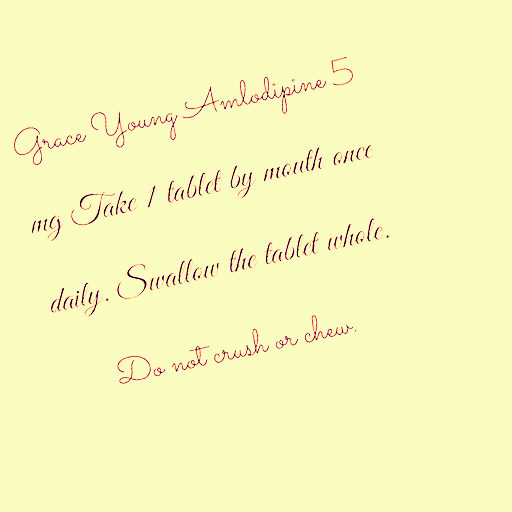 Grace Young Amlodipine 5
mg Take 1 tablet by mouth once
daily. Swallow the tablet whole.
Do not crush or chew.